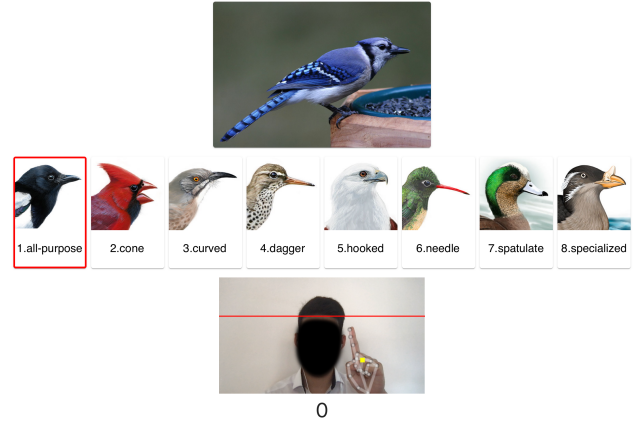 1.all-purpose 2.cone 3.curved 4.dagger 5.hooked 6.needle 7.spatulate 8.specialized
0